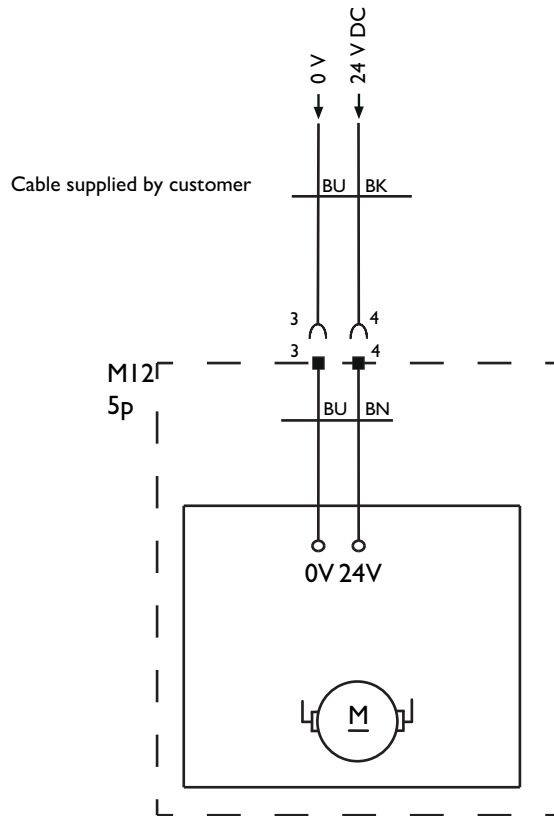 0 V
24 V DC
Cable supplied by customer
BU BK
3 4
3 4
M12
5p
BU BN
0V 24V
M